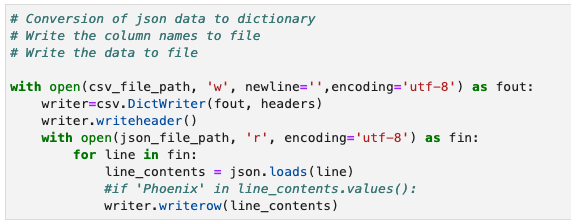 # Conversion of json data to dictionary
# Write the column names to file
# Write the data to file

with open(csv_file_path, 'w', newline='',encoding='utf-8') as fout:
    writer=csv.DictWriter(fout, headers)
    writer.writeheader()
    with open(json_file_path, 'r', encoding='utf-8') as fin:
        for line in fin:
            line_contents = json.loads(line)
            #if 'Phoenix' in line_contents.values():
            writer.writerow(line_contents)